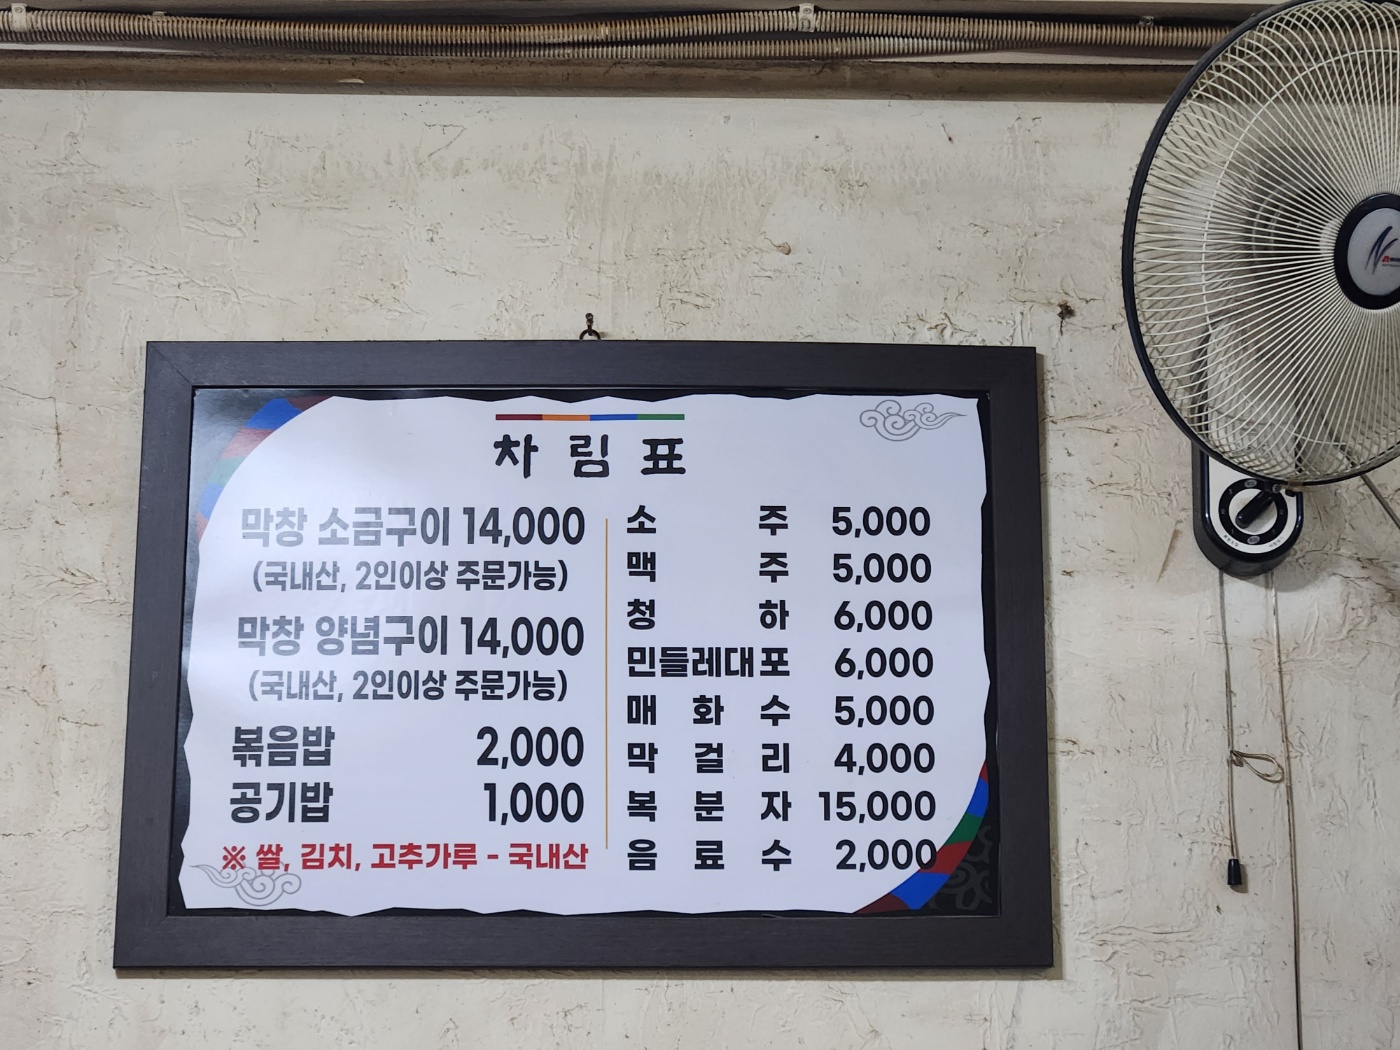 차림표
막창 소금구이 14,000
(국내산, 2인이상 주문가능)
막창 양념구이 14,000
(국내산, 2인이상 주문가능)
볶음밥 2,000
공기밥 1,000
※ 쌀, 김치, 고추가루 - 국내산
소주 5,000
맥주 5,000
청하 6,000
민들레대포 6,000
매화수 5,000
막걸리 4,000
복분자 15,000
음료수 2,000